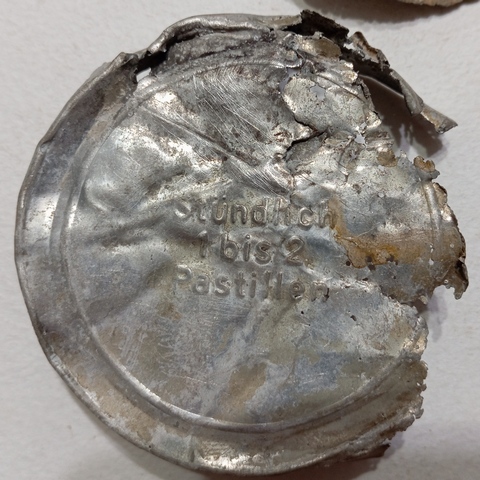 Stündlich
1 bis 2
Pastillen